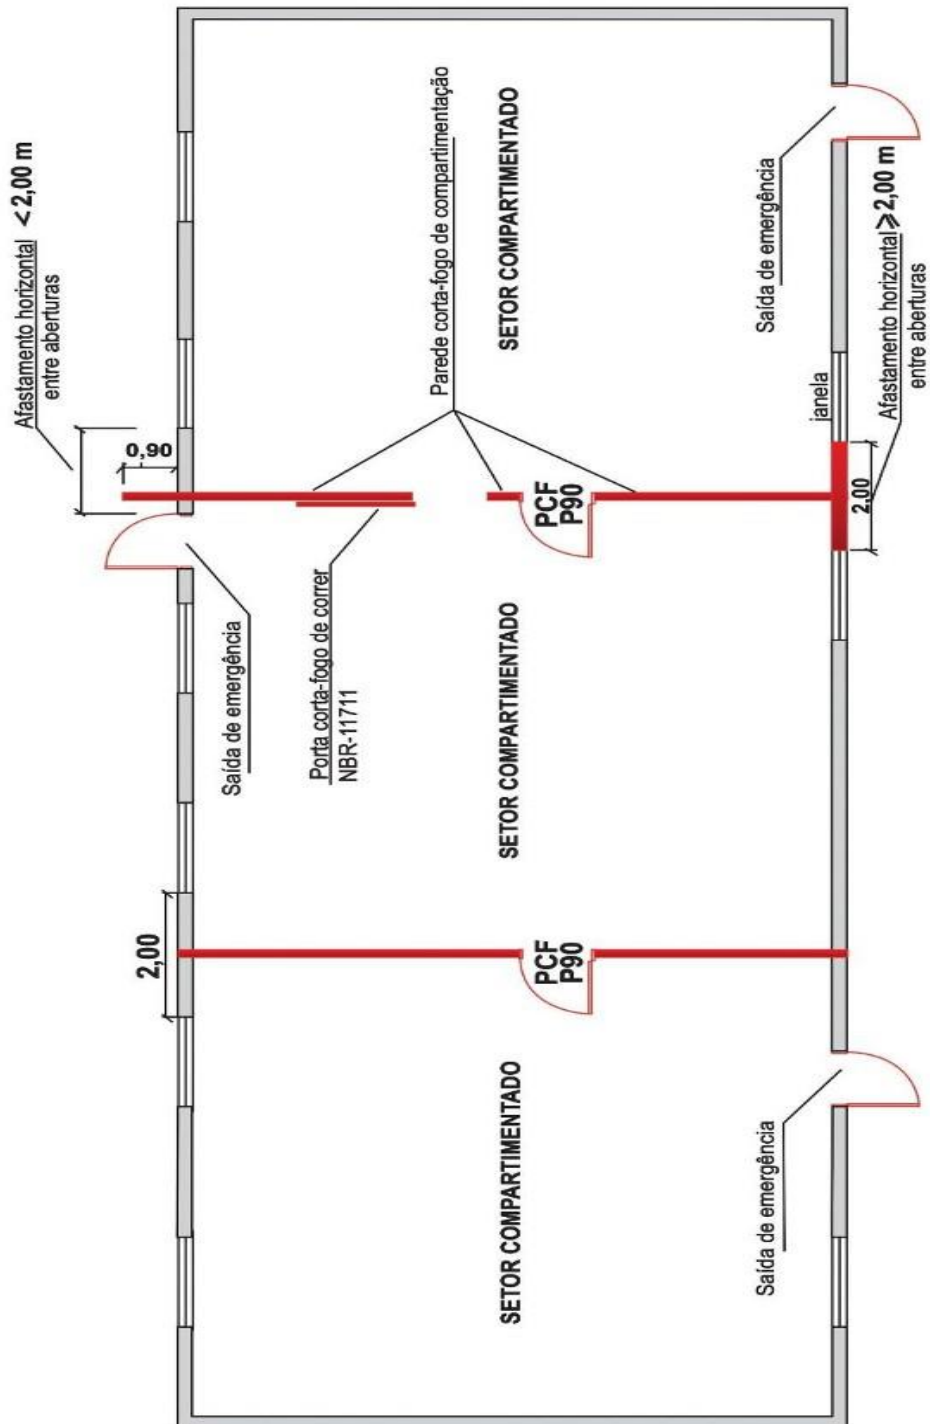 Afastamento horizontal < 2,00 m
entre aberturas
0,90
2,00
Saída de emergência
Porta corta-fogo de correr
NBR-11711
Parede corta-fogo de compartimentação
SETOR COMPARTIMENTADO
SETOR COMPARTIMENTADO
SETOR COMPARTIMENTADO
PCF
P90
PCF
P90
Saída de emergência
Saída de emergência
janela
2,00
Afastamento horizontal ⩾ 2,00 m
entre aberturas